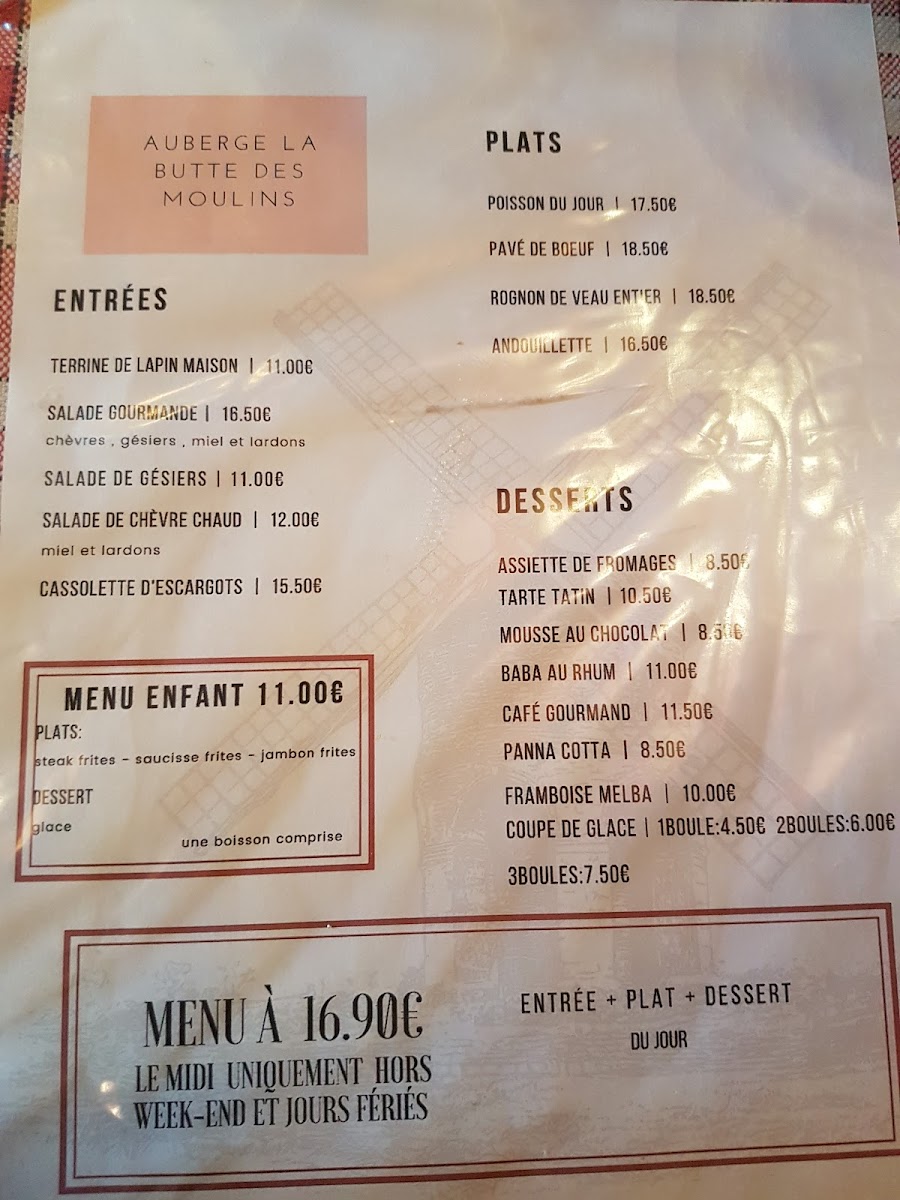 AUBERGE LA
BUTTE DES
MOULINS
ENTRÉES
TERRINE DE LAPIN MAISON | 11.00€
SALADE GOURMANDE | 16.50€
chèvres , gésiers , miel et lardons
SALADE DE GÉSIERS | 11.00€
SALADE DE CHÈVRE CHAUD | 12.00€
miel et lardons
CASSOLETTE D'ESCARGOTS | 15.50€
MENU ENFANT 11.00€
PLATS:
steak frites - saucisse frites - jambon frites
DESSERT
glace
une boisson comprise
PLATS
POISSON DU JOUR | 17.50€
PAVÉ DE BOEUF | 18.50€
ROGNON DE VEAU ENTIER | 18.50€
ANDOUILLETTE | 16.50€
DESSERTS
ASSIETTE DE FROMAGES | 8.50€
TARTE TATIN | 10.50€
MOUSSE AU CHOCOLAT | 8.50€
BABA AU RHUM | 11.00€
CAFÉ GOURMAND | 11.50€
PANNA COTTA | 8.50€
FRAMBOISE MELBA | 10.00€
COUPE DE GLACE | 1BOULE:4.50€ 2BOULES:6.00€
3BOULES:7.50€
MENU À 16.90€
LE MIDI UNIQUEMENT HORS
WEEK-END ET JOURS FÉRIÉS
ENTRÉE + PLAT + DESSERT
DU JOUR